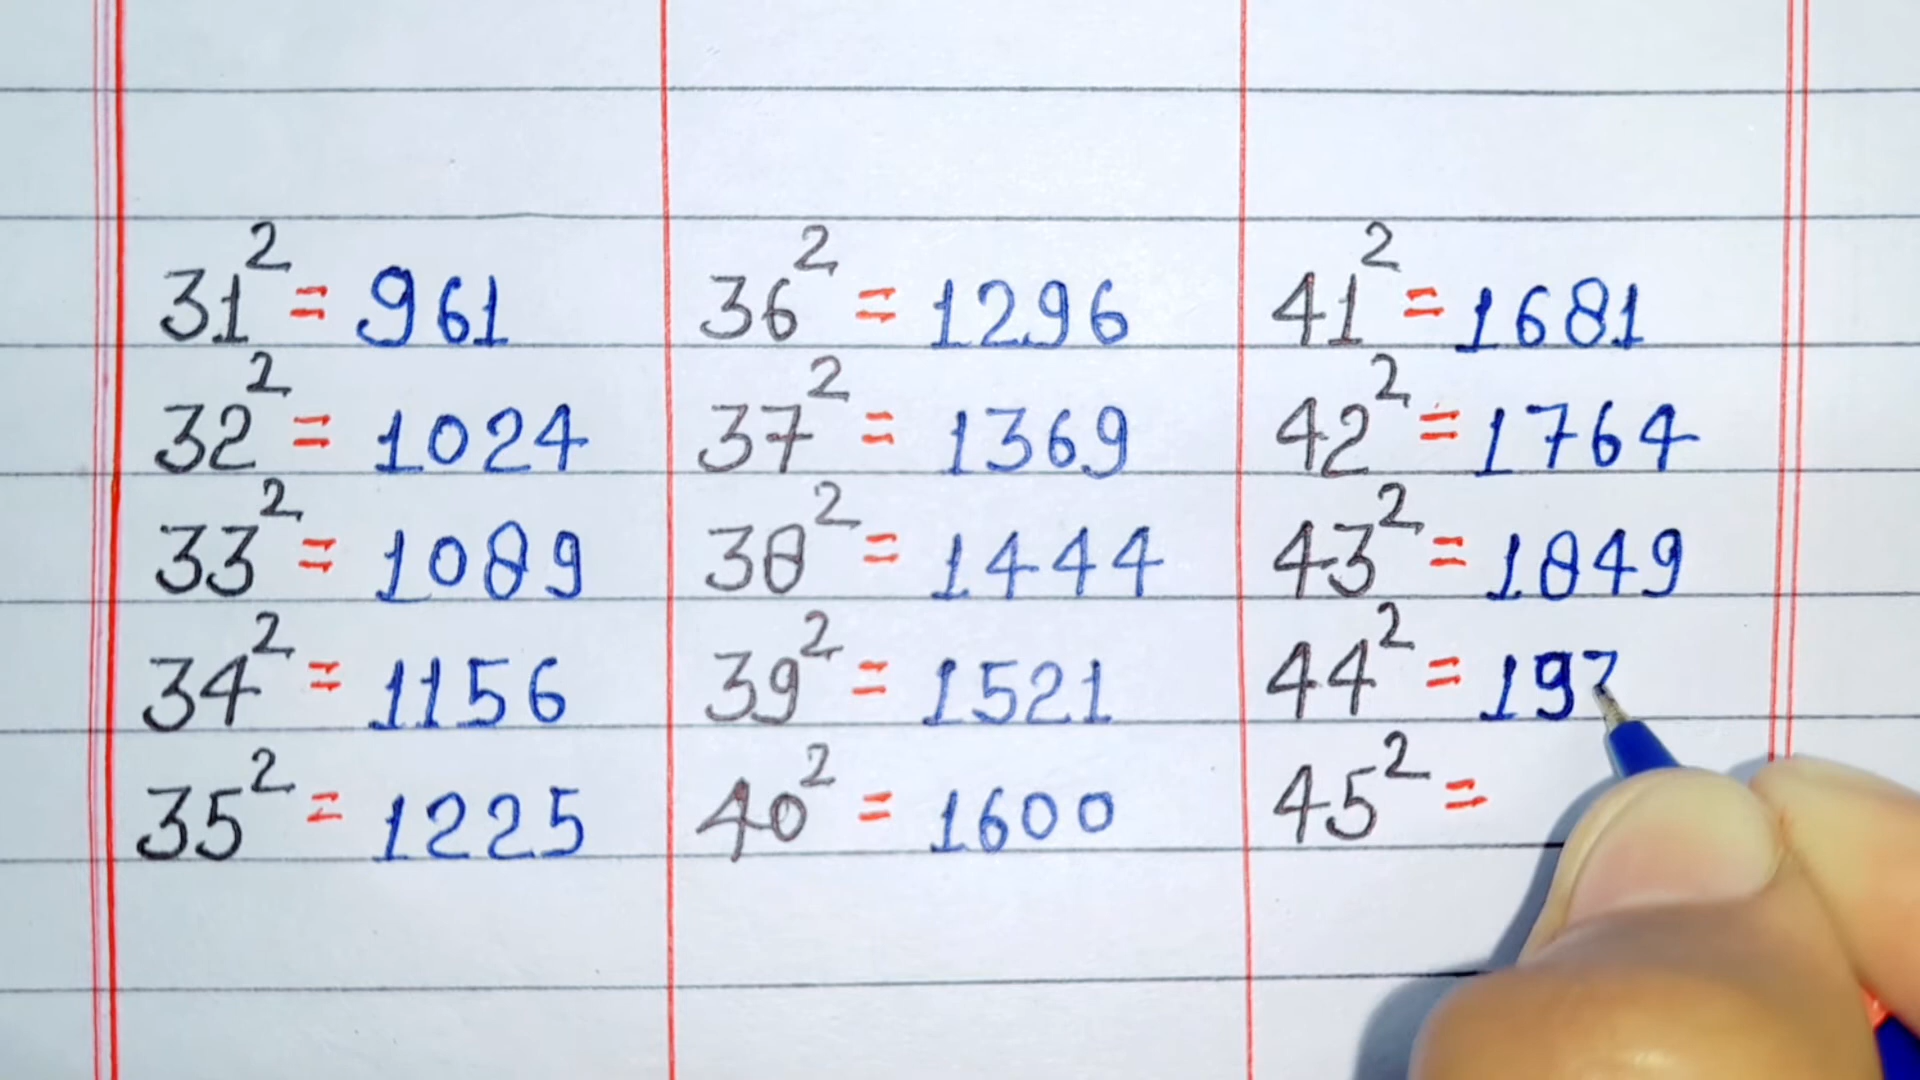 31² = 961
32² = 1024
33² = 1089
34² = 1156
35² = 1225
36² = 1296
37² = 1369
38² = 1444
39² = 1521
40² = 1600
41² = 1681
42² = 1764
43² = 1849
44² = 19
45² =